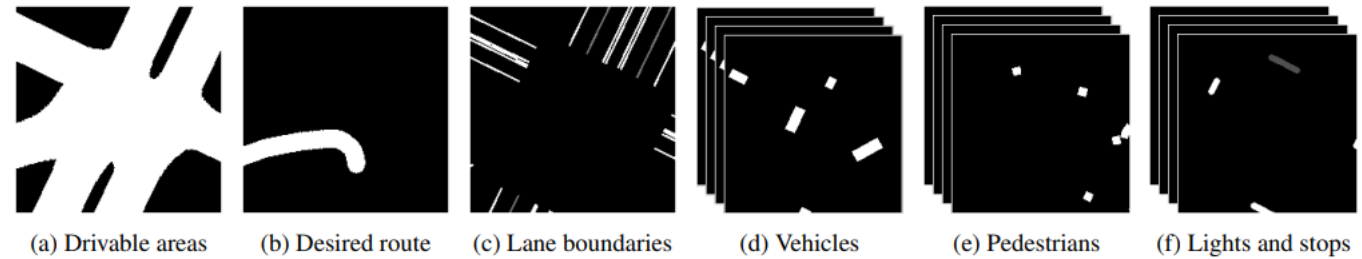 (a) Drivable areas (b) Desired route (c) Lane boundaries (d) Vehicles (e) Pedestrians (f) Lights and stops